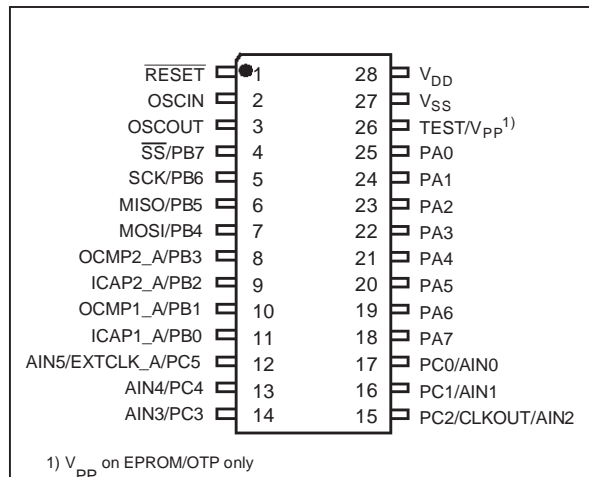 RESET 1 28 VDD
OSCIN 2 27 VSS
OSCOUT 3 26 TEST/VPP1)
SS/PB7 4 25 PA0
SCK/PB6 5 24 PA1
MISO/PB5 6 23 PA2
MOSI/PB4 7 22 PA3
OCMP2_A/PB3 8 21 PA4
ICAP2_A/PB2 9 20 PA5
OCMP1_A/PB1 10 19 PA6
ICAP1_A/PB0 11 18 PA7
AIN5/EXTCLK_A/PC5 12 17 PC0/AIN0
AIN4/PC4 13 16 PC1/AIN1
AIN3/PC3 14 15 PC2/CLKOUT/AIN2
1) VPP on EPROM/OTP only